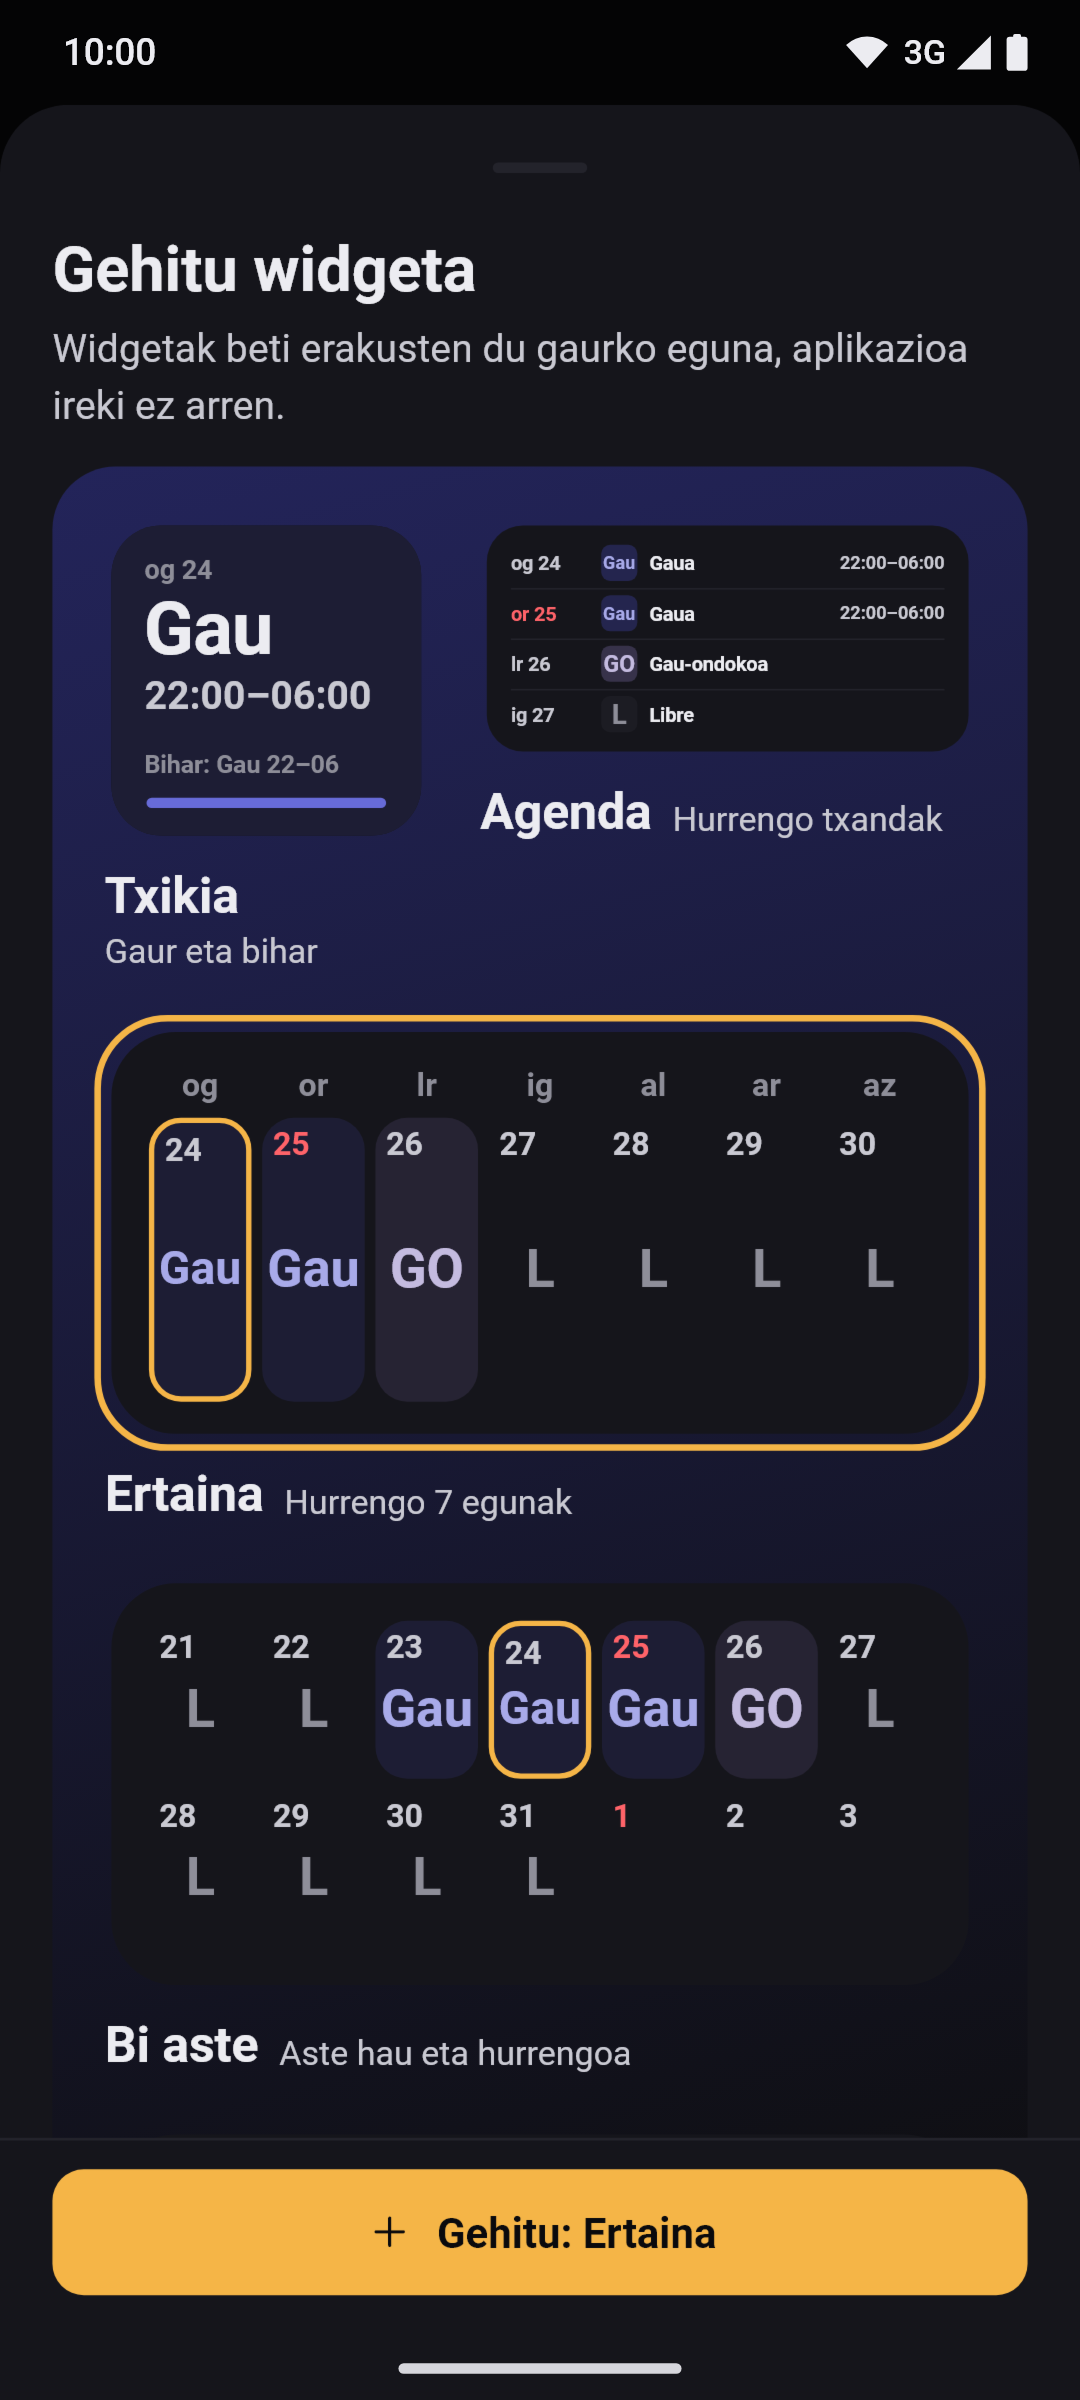 10:00 3G
Gehitu widgeta
Widgetak beti erakusten du gaurko eguna, aplikazioa
ireki ez arren.
og 24
Gau
22:00–06:00
Bihar: Gau 22–06
Txikia
Gaur eta bihar
og 24 Gau Gaua 22:00–06:00
or 25 Gau Gaua 22:00–06:00
lr 26 GO Gau-ondokoa
ig 27 L Libre
Agenda Hurrengo txandak
og or lr ig al ar az
24 25 26 27 28 29 30
Gau Gau GO L L L L
Ertaina Hurrengo 7 egunak
21 22 23 24 25 26 27
L L Gau Gau Gau GO L
28 29 30 31 1 2 3
L L L L
Bi aste Aste hau eta hurrengoa
Gehitu: Ertaina